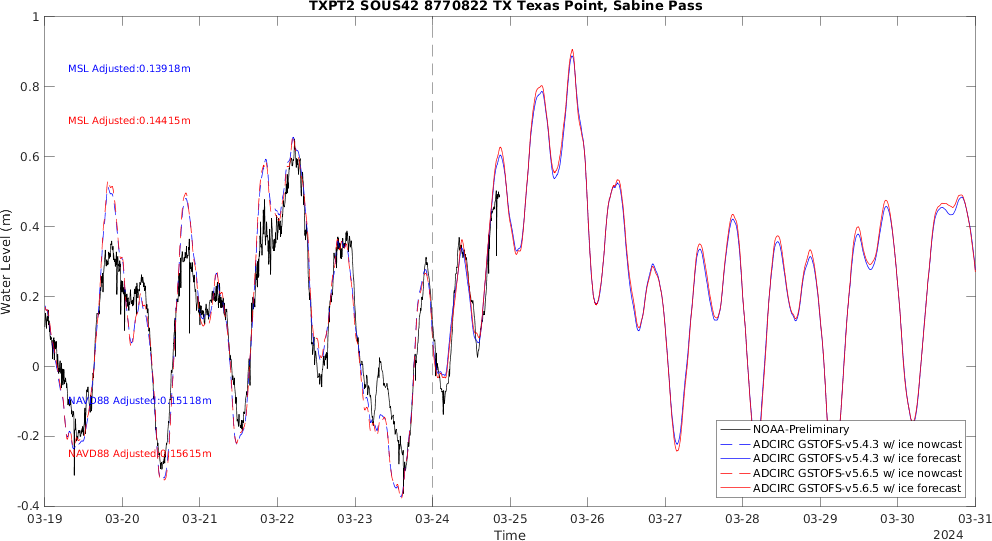 TXPT2 SOUS42 8770822 TX Texas Point, Sabine Pass
1
0.8
0.6
0.4
0.2
0
-0.2
-0.4
Water Level (m)
MSL Adjusted:0.13918m
MSL Adjusted:0.14415m
NAVD88 Adjusted:0.15118m
NAVD88 Adjusted:0.15615m
NOAA-Preliminary
ADCIRC GSTOFS-v5.4.3 w/ ice nowcast
ADCIRC GSTOFS-v5.4.3 w/ ice forecast
ADCIRC GSTOFS-v5.6.5 w/ ice nowcast
ADCIRC GSTOFS-v5.6.5 w/ ice forecast
03-19 03-20 03-21 03-22 03-23 03-24 03-25 03-26 03-27 03-28 03-29 03-30 03-31
Time
2024